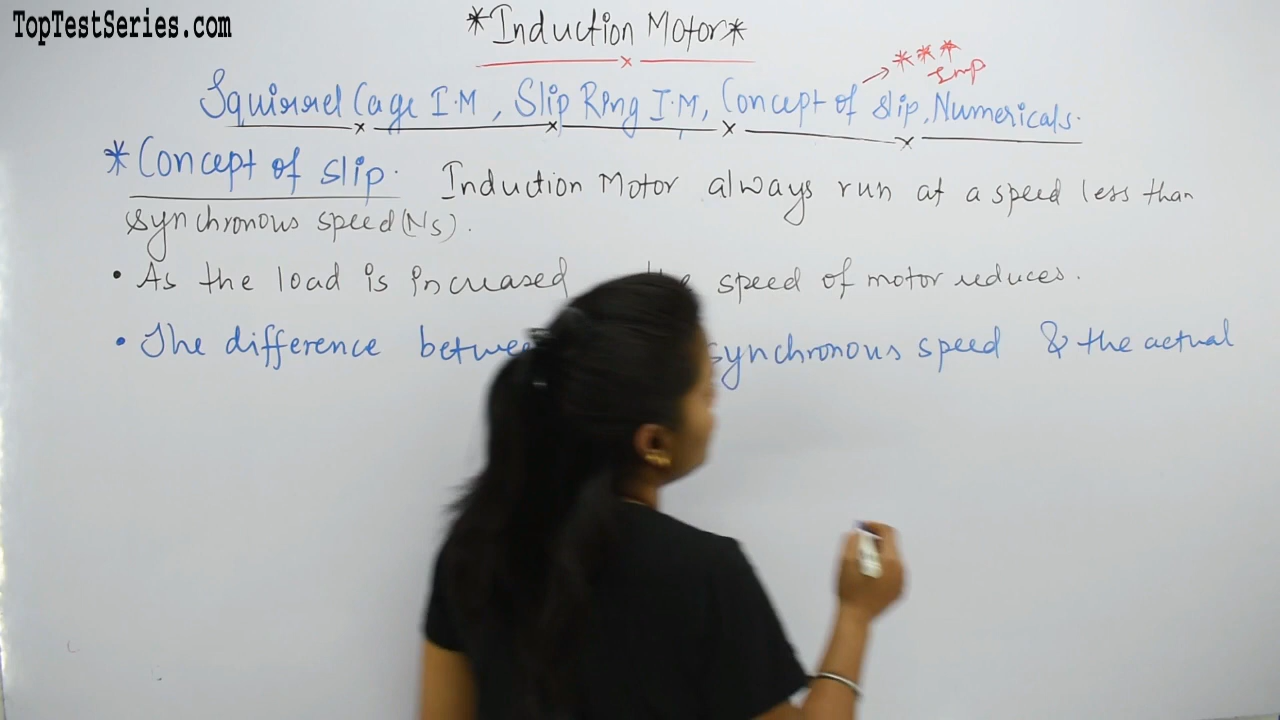 TopTestSeries.com
*Induction Motor*
*** Imp
Squirrel Cage I.M, Slip Ring I.M, Concept of slip, Numericals.
*Concept of slip. Induction Motor always run at a speed less than
synchronous speed (Ns).
• As the load is increased the speed of motor reduces.
• The difference between synchronous speed & the actual